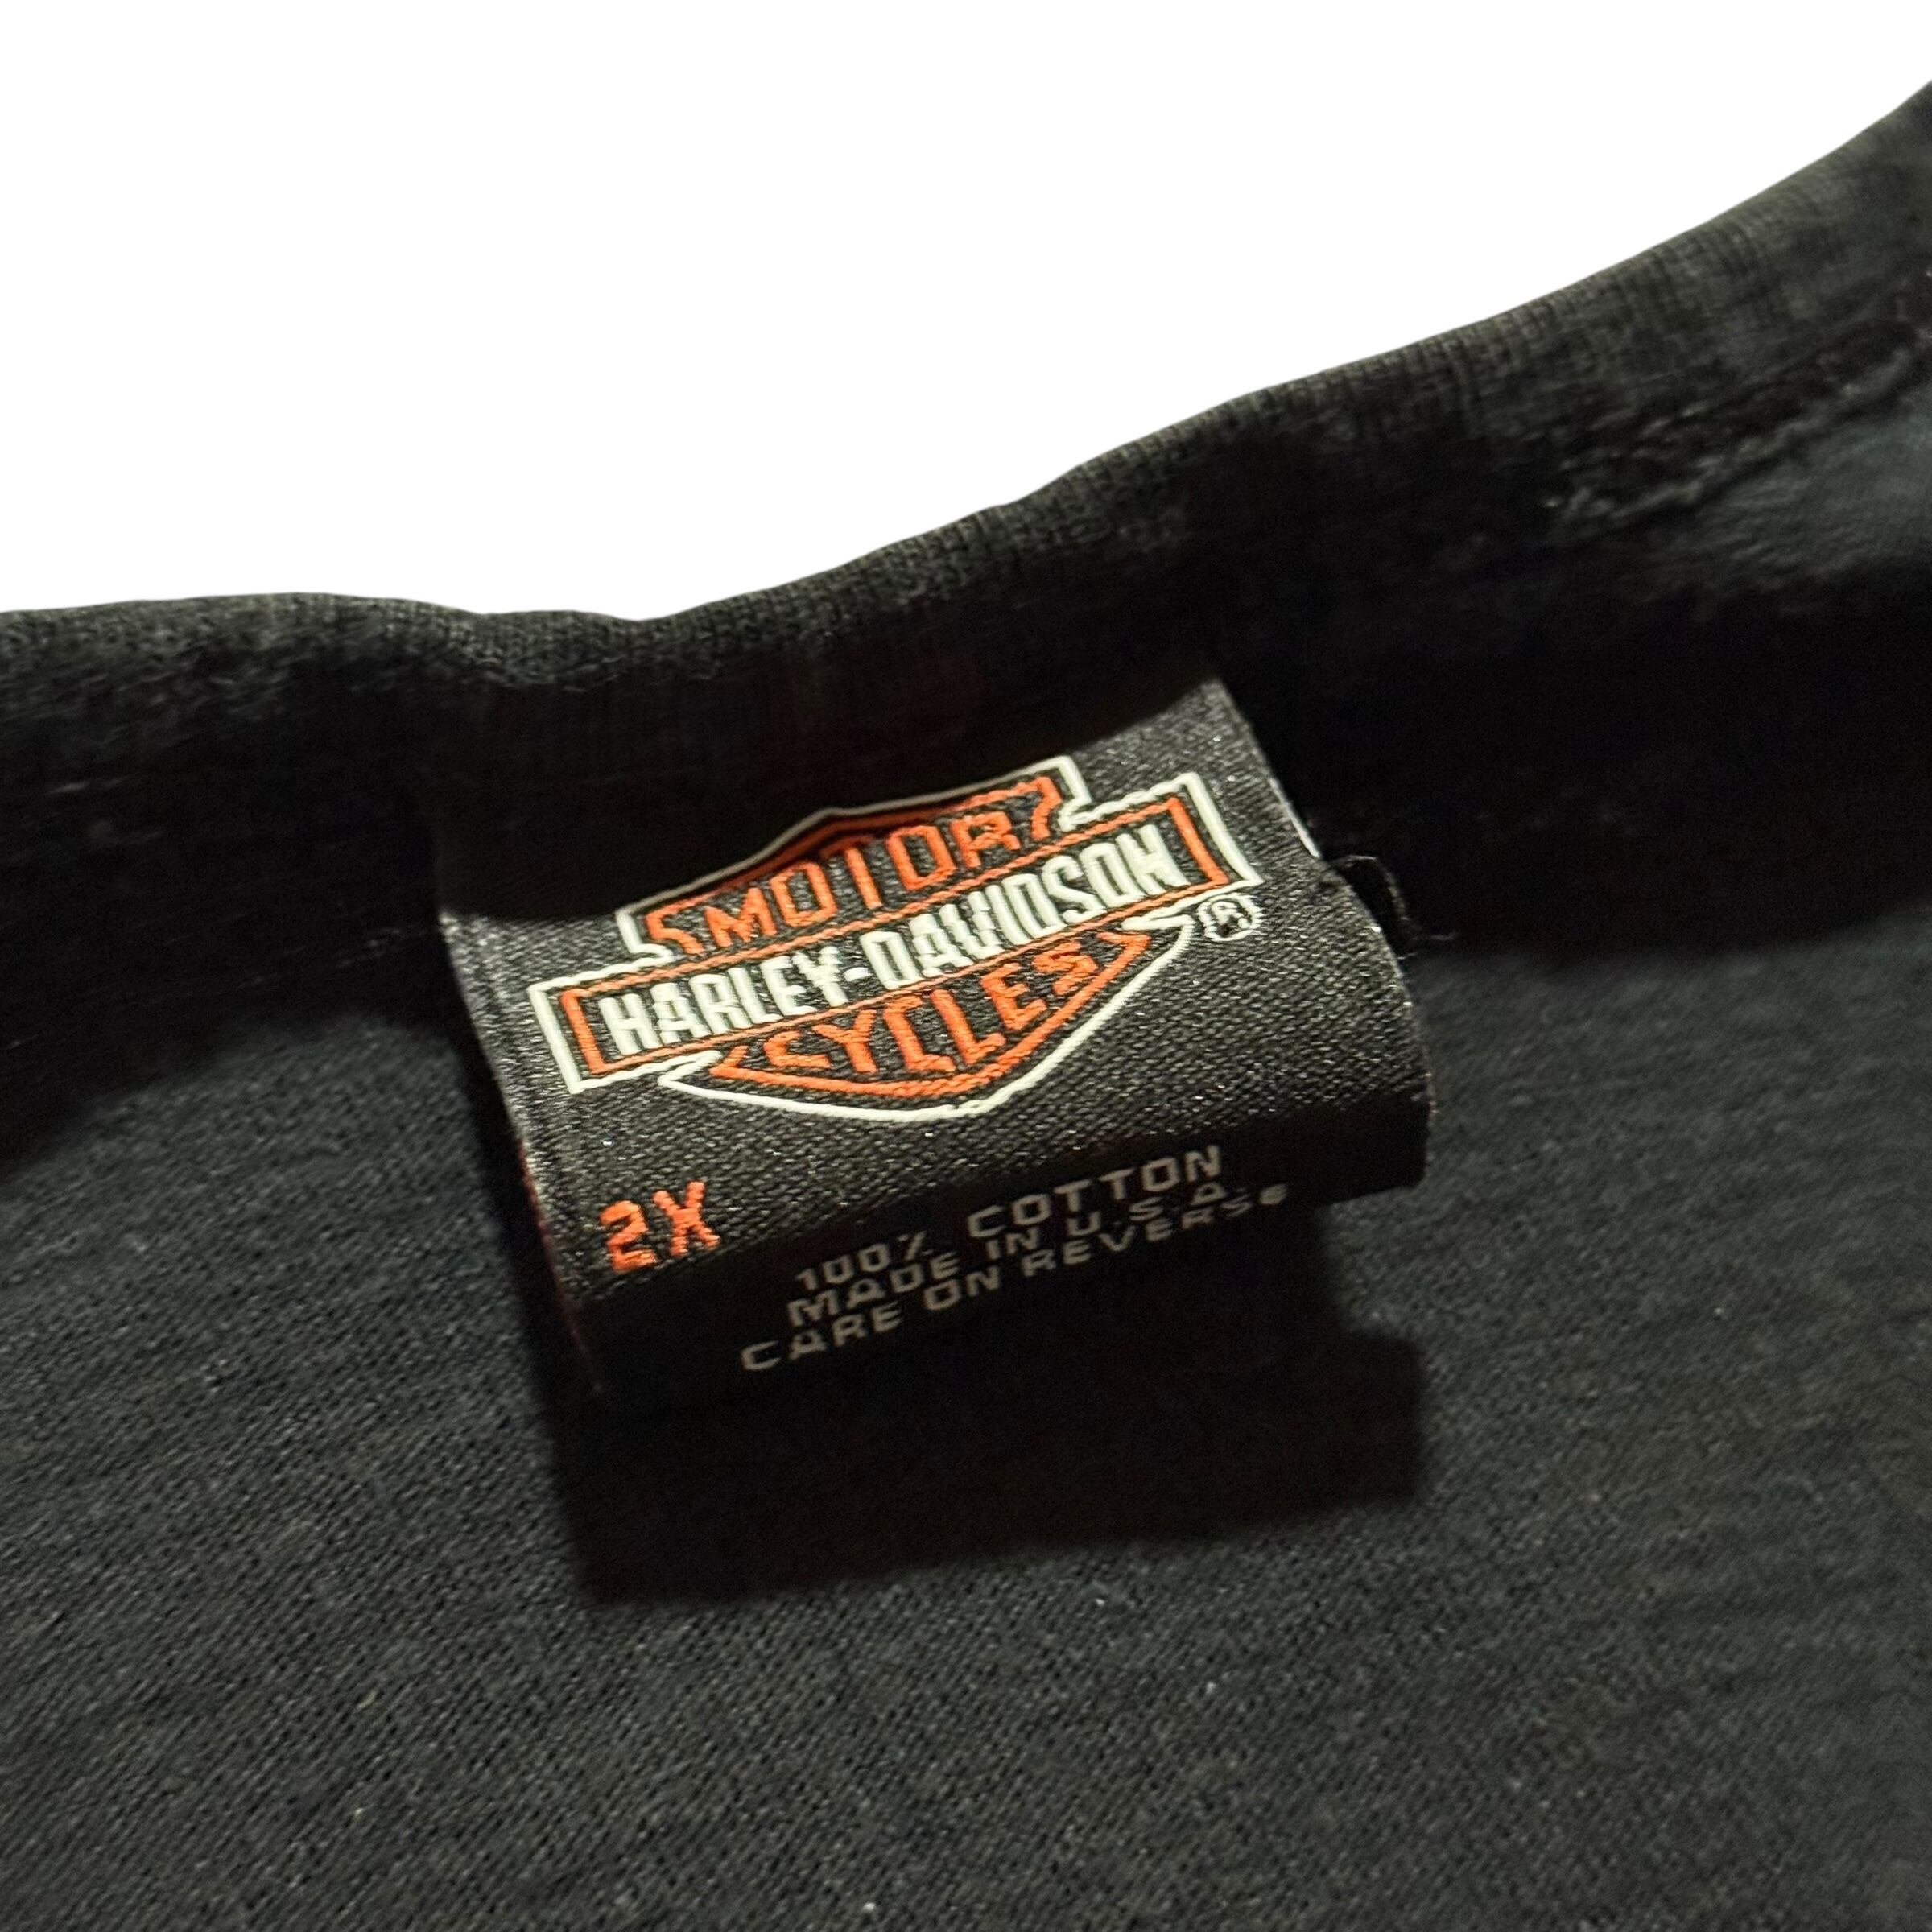 MOTOR
HARLEY-DAVIDSON
CYCLES ®
2X
100% COTTON
MADE IN U.S.A.
CARE ON REVERSE